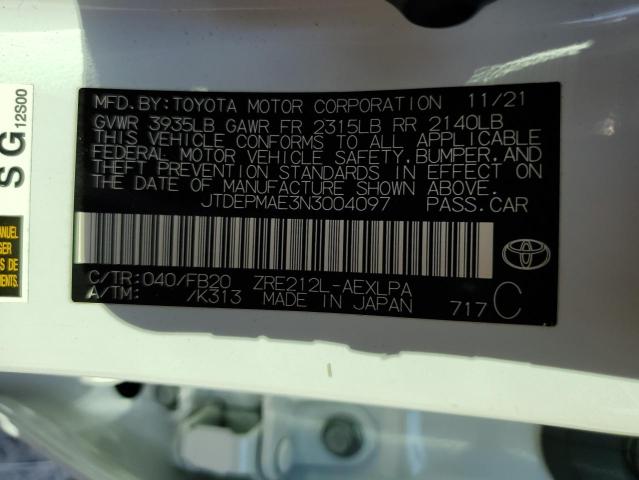 MFD. BY: TOYOTA MOTOR CORPORATION 11/21
GVWR 3935LB GAWR FR 2315LB RR 2140LB
THIS VEHICLE CONFORMS TO ALL APPLICABLE
FEDERAL MOTOR VEHICLE SAFETY, BUMPER, AND
THEFT PREVENTION STANDARDS IN EFFECT ON
THE DATE OF MANUFACTURE SHOWN ABOVE.
JTDEPMAE3N3004097 PASS.CAR
C/TR: 040/FB20 ZRE212L-AEXLPA
A/TM: /K313 MADE IN JAPAN 717 C
SG
12S00